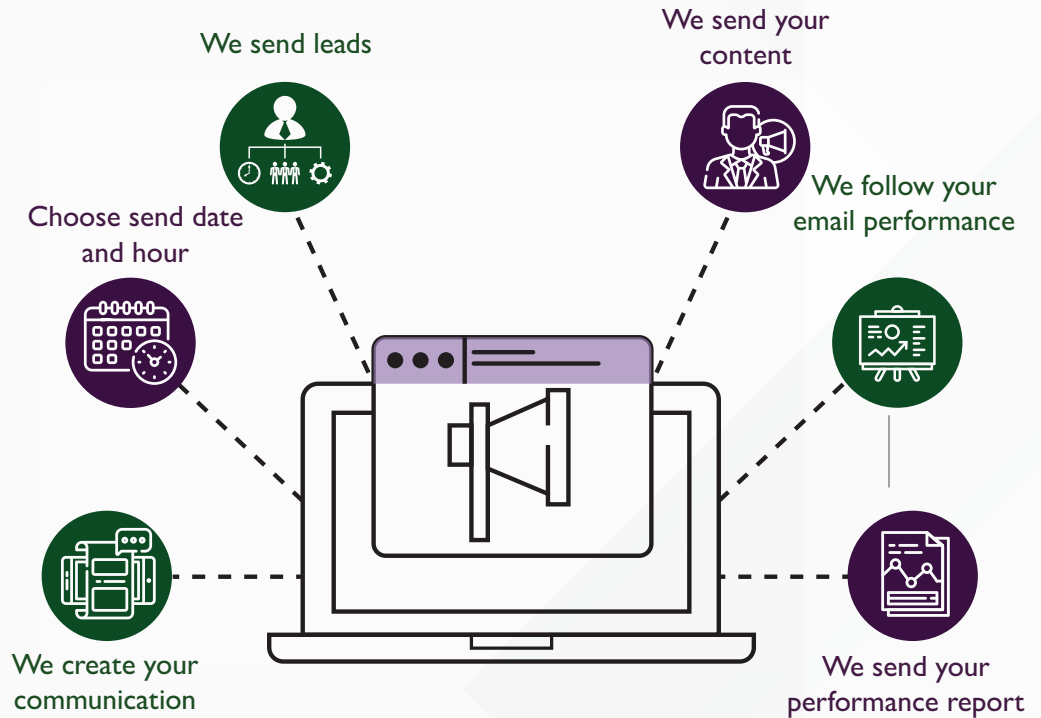 We send leads
We send your
content
Choose send date
and hour
We follow your
email performance
We create your
communication
We send your
performance report